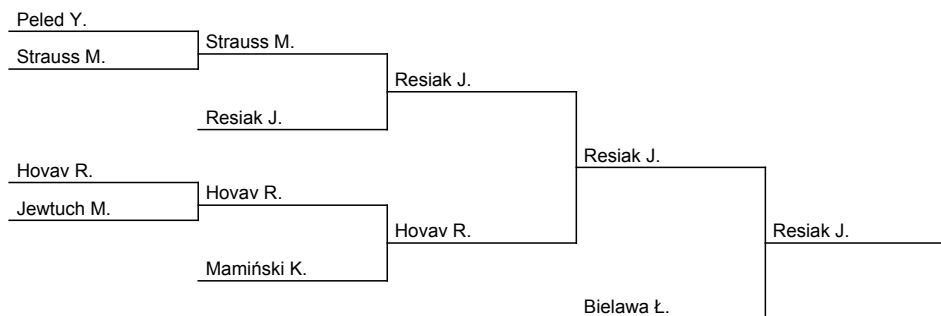 Peled Y.
Strauss M.
Strauss M.
Resiak J.
Resiak J.
Hovav R.
Jewtuch M.
Hovav R.
Mamiński K.
Hovav R.
Resiak J.
Bielawa Ł.
Resiak J.